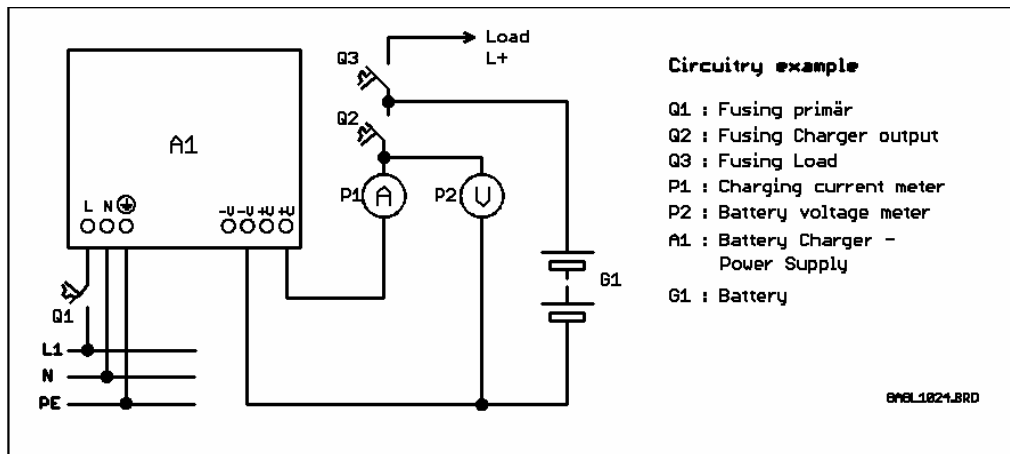 Load
L+
Q3
Q2
A1
P1 A P2 V
L N
-V -V +V +V
G1
Q1
L1
N
PE
Circuitry example
Q1 : Fusing primär
Q2 : Fusing Charger output
Q3 : Fusing Load
P1 : Charging current meter
P2 : Battery voltage meter
A1 : Battery Charger -
Power Supply
G1 : Battery
BABL1024.BRD